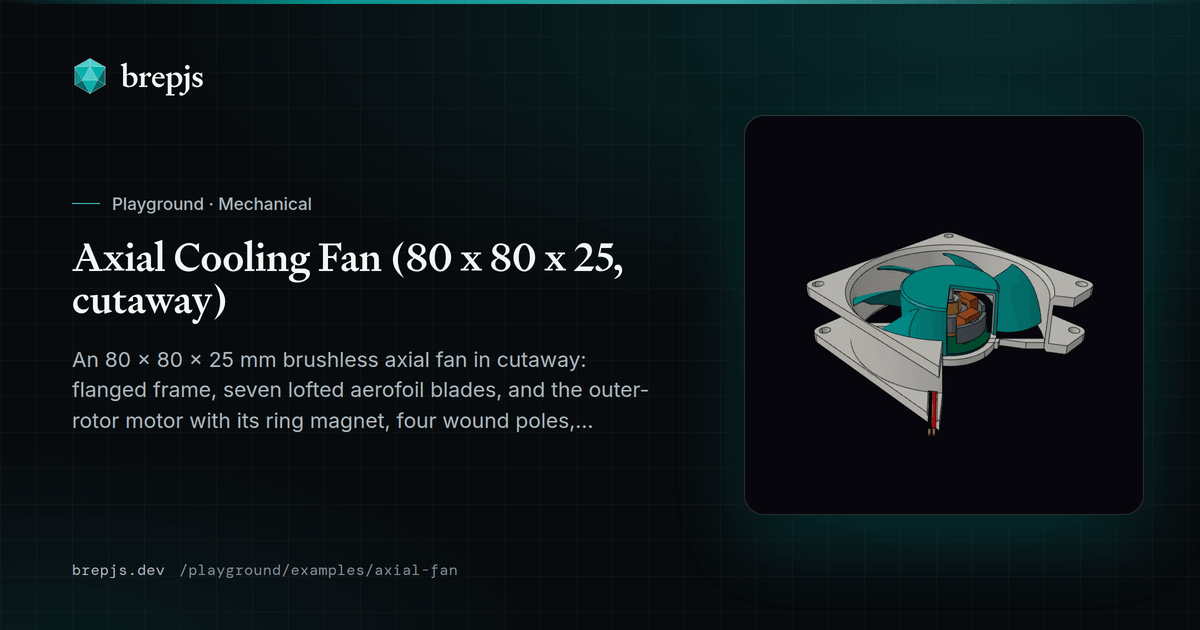 brepjs
Playground · Mechanical
Axial Cooling Fan (80 x 80 x 25,
cutaway)
An 80 × 80 × 25 mm brushless axial fan in cutaway:
flanged frame, seven lofted aerofoil blades, and the outer-
rotor motor with its ring magnet, four wound poles,...
brepjs.dev /playground/examples/axial-fan